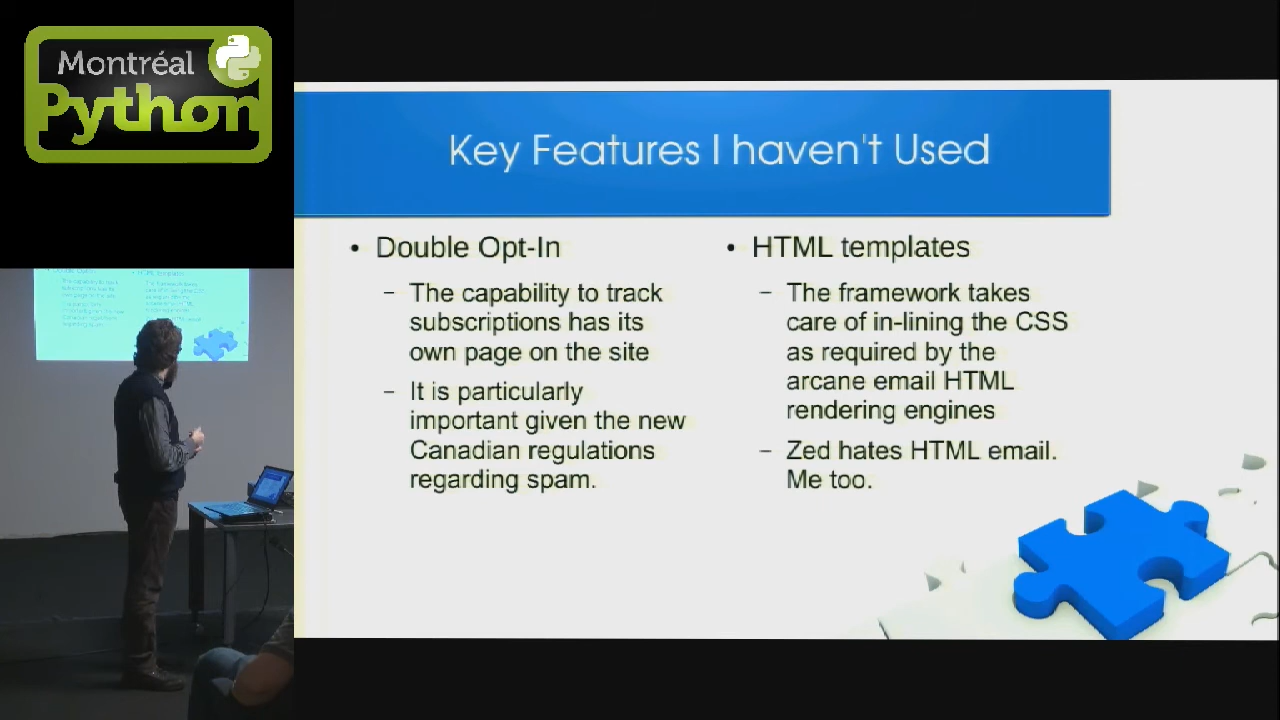 Montréal
Python
Key Features I haven't Used
• Double Opt-In
– The capability to track
subscriptions has its
own page on the site
– It is particularly
important given the new
Canadian regulations
regarding spam.
• HTML templates
– The framework takes
care of in-lining the CSS
as required by the
arcane email HTML
rendering engines
– Zed hates HTML email.
Me too.